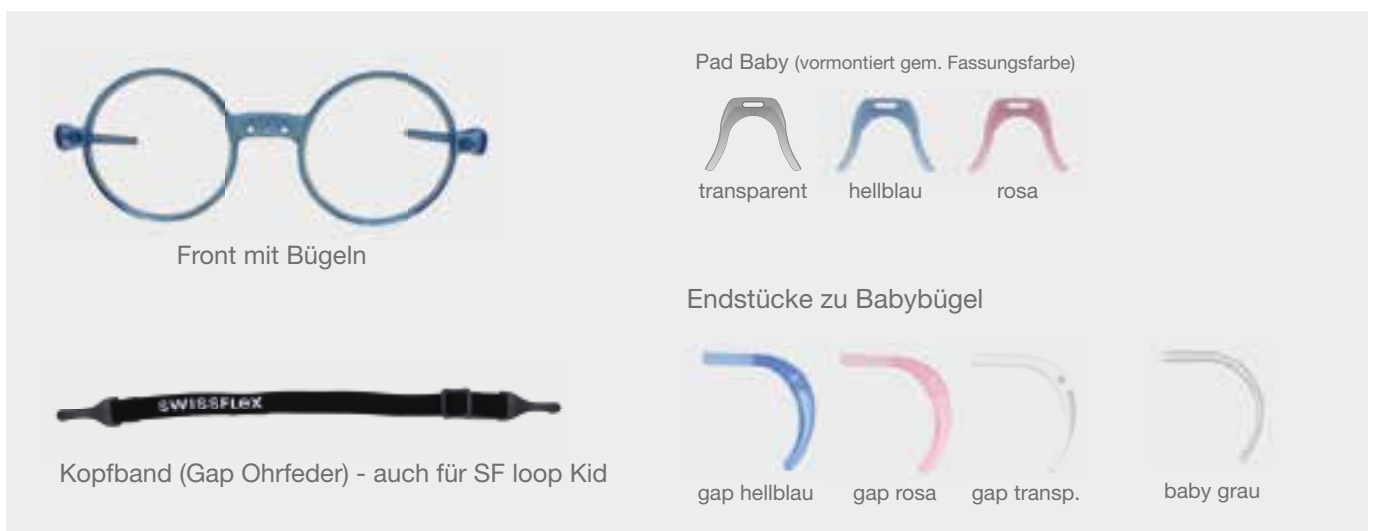 Front mit Bügeln
SWISSFLEX
Kopfband (Gap Ohrfeder) - auch für SF loop Kid
Pad Baby (vormontiert gem. Fassungsfarbe)
transparent hellblau rosa
Endstücke zu Babybügel
gap hellblau gap rosa gap transp. baby grau